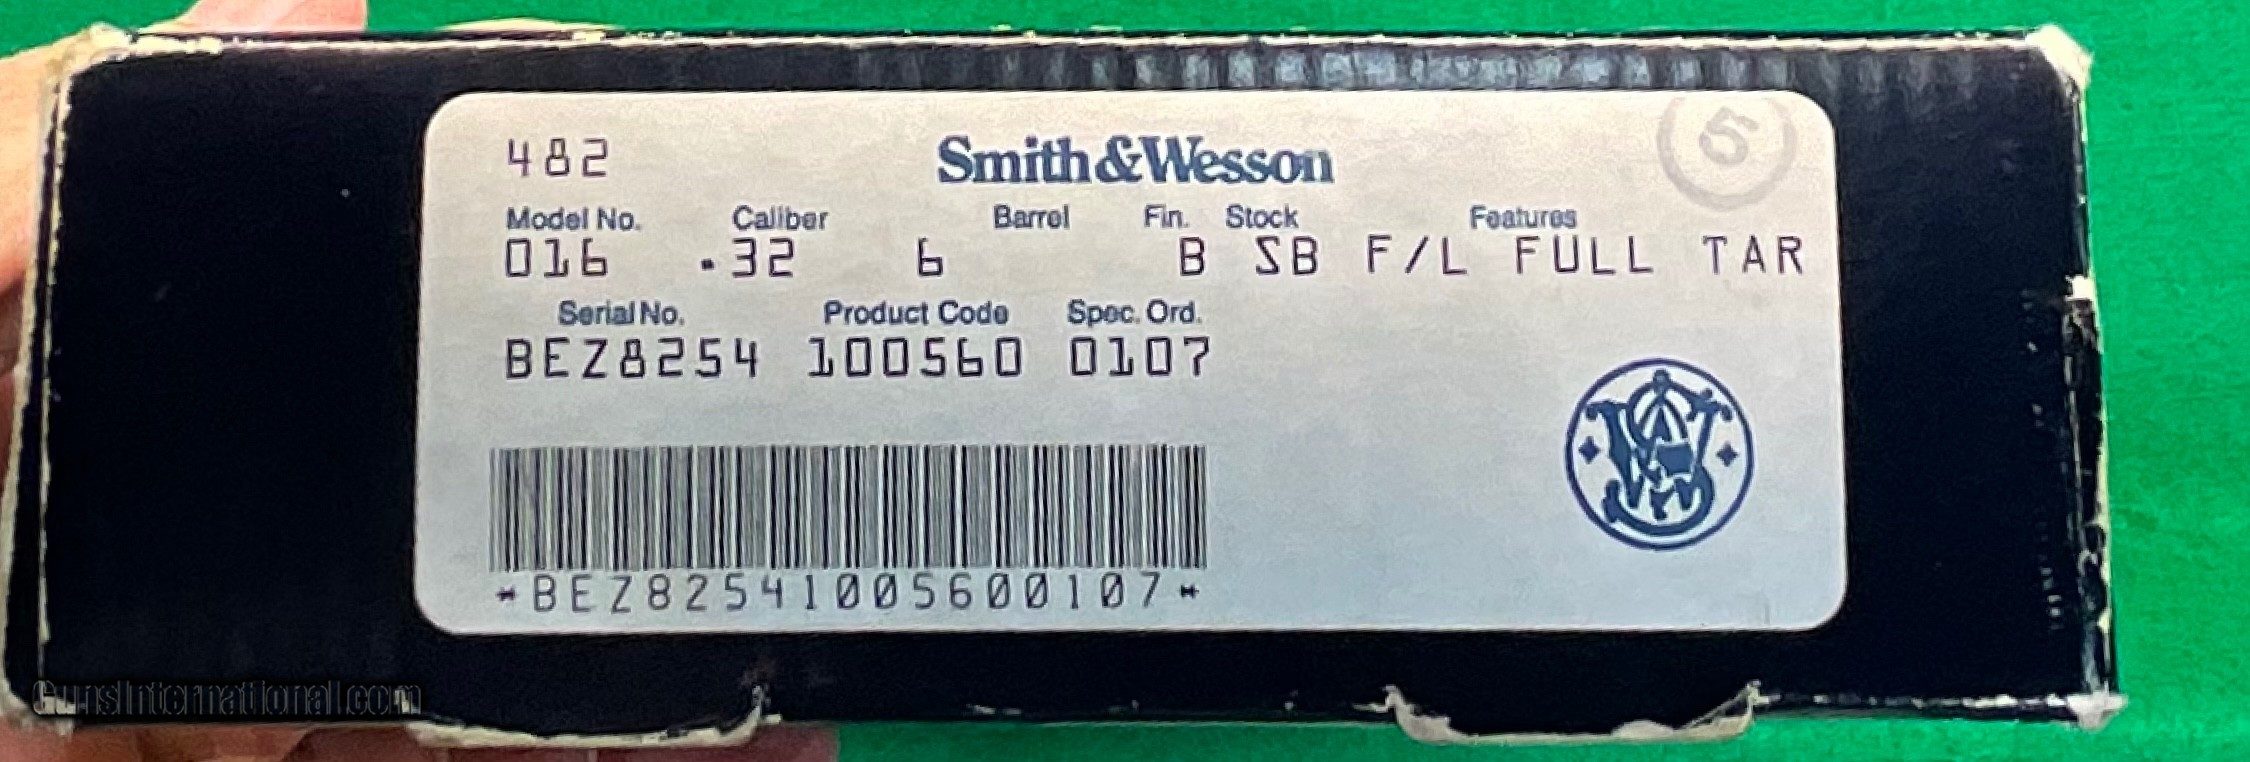 482 Smith&Wesson 5
Model No. Caliber Barrel Fin. Stock Features
016 .32 6 B SB F/L FULL TAR
Serial No. Product Code Spec. Ord.
BEZ8254 100560 0107
*BEZ82541005600107*
GunsInternational.com